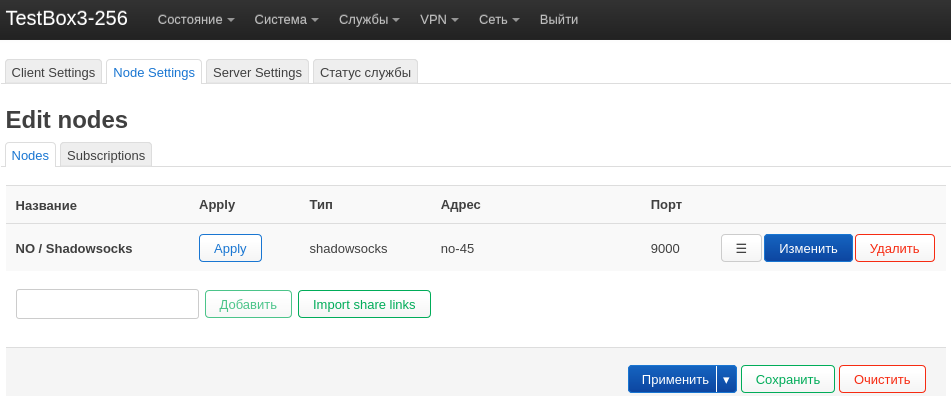 TestBox3-256 Состояние Система Службы VPN Сеть Выйти
Client Settings Node Settings Server Settings Статус службы
Edit nodes
Nodes Subscriptions
Название Apply Тип Адрес Порт
NO / Shadowsocks Apply shadowsocks no-45 9000 ☰ Изменить Удалить
Добавить Import share links
Применить ▾ Сохранить Очистить